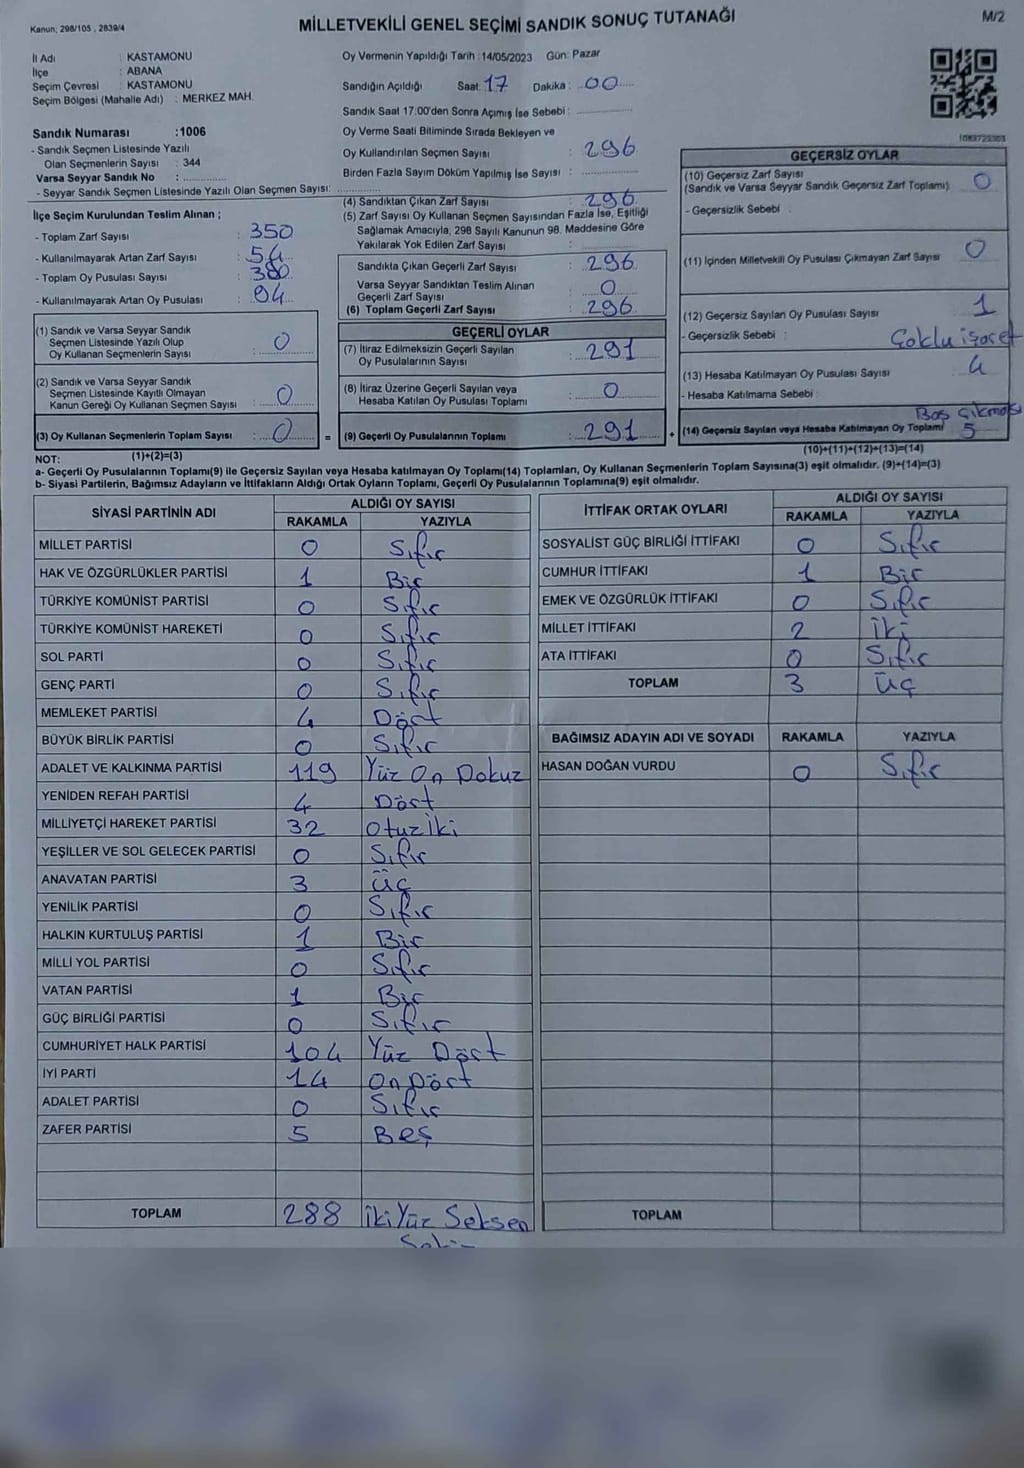 Kanun; 298/105 , 2839/4
MİLLETVEKİLİ GENEL SEÇİMİ SANDIK SONUÇ TUTANAĞI
M/2
İl Adı : KASTAMONU
İlçe : ABANA
Seçim Çevresi : KASTAMONU
Seçim Bölgesi (Mahalle Adı) : MERKEZ MAH.
Oy Vermenin Yapıldığı Tarih :14/05/2023 Gün: Pazar
Sandığın Açıldığı Saat: 17 Dakika : 00
Sandık Saat 17:00'den Sonra Açımış İse Sebebi :
Sandık Numarası :1006
- Sandık Seçmen Listesinde Yazılı
Olan Seçmenlerin Sayısı : 344
Varsa Seyyar Sandık No :
- Seyyar Sandık Seçmen Listesinde Yazılı Olan Seçmen Sayısı:
Oy Verme Saati Bitiminde Sırada Bekleyen ve
Oy Kullandırılan Seçmen Sayısı : 296
Birden Fazla Sayım Döküm Yapılmış İse Sayısı :
(4) Sandıktan Çıkan Zarf Sayısı : 296
(5) Zarf Sayısı Oy Kullanan Seçmen Sayısından Fazla İse, Eşitliği
Sağlamak Amacıyla, 298 Sayılı Kanunun 98. Maddesine Göre
Yakılarak Yok Edilen Zarf Sayısı :
İlçe Seçim Kurulundan Teslim Alınan ;
- Toplam Zarf Sayısı : 350
- Kullanılmayarak Artan Zarf Sayısı : 54
- Toplam Oy Pusulası Sayısı : 380
- Kullanılmayarak Artan Oy Pusulası : 84
Sandıkta Çıkan Geçerli Zarf Sayısı : 296
Varsa Seyyar Sandıktan Teslim Alınan
Geçerli Zarf Sayısı : 0
(6) Toplam Geçerli Zarf Sayısı : 296
GEÇERSİZ OYLAR
(10) Geçersiz Zarf Sayısı
(Sandık ve Varsa Seyyar Sandık Geçersiz Zarf Toplamı) : 0
- Geçersizlik Sebebi :
(11) İçinden Milletvekili Oy Pusulası Çıkmayan Zarf Sayısı : 0
(12) Geçersiz Sayılan Oy Pusulası Sayısı : 1
- Geçersizlik Sebebi : Çoklu işaret
(13) Hesaba Katılmayan Oy Pusulası Sayısı : 4
- Hesaba Katılmama Sebebi : Boş Çıkması
(14) Geçersiz Sayılan veya Hesaba Katılmayan Oy Toplamı : 5
(10)+(11)+(12)+(13)=(14)
(1) Sandık ve Varsa Seyyar Sandık
Seçmen Listesinde Yazılı Olup
Oy Kullanan Seçmenlerin Sayısı : 0
(2) Sandık ve Varsa Seyyar Sandık
Seçmen Listesinde Kayıtlı Olmayan
Kanun Gereği Oy Kullanan Seçmen Sayısı : 0
(3) Oy Kullanan Seçmenlerin Toplam Sayısı : 0 =
GEÇERLİ OYLAR
(7) İtiraz Edilmeksizin Geçerli Sayılan
Oy Pusulalarının Sayısı : 291
(8) İtiraz Üzerine Geçerli Sayılan veya
Hesaba Katılan Oy Pusulası Toplamı : 0
(9) Geçerli Oy Pusulalarının Toplamı : 291 +
NOT: (1)+(2)=(3)
a- Geçerli Oy Pusulalarının Toplamı(9) ile Geçersiz Sayılan veya Hesaba katılmayan Oy Toplamı(14) Toplamları, Oy Kullanan Seçmenlerin Toplam Sayısına(3) eşit olmalıdır. (9)+(14)=(3)
b- Siyasi Partilerin, Bağımsız Adayların ve İttifakların Aldığı Ortak Oyların Toplamı, Geçerli Oy Pusulalarının Toplamına(9) eşit olmalıdır.
SİYASİ PARTİNİN ADI
ALDIĞI OY SAYISI
RAKAMLA YAZIYLA
MİLLET PARTİSİ 0 Sıfır
HAK VE ÖZGÜRLÜKLER PARTİSİ 1 Bir
TÜRKİYE KOMÜNİST PARTİSİ 0 Sıfır
TÜRKİYE KOMÜNİST HAREKETİ 0 Sıfır
SOL PARTİ 0 Sıfır
GENÇ PARTİ 0 Sıfır
MEMLEKET PARTİSİ 4 Dört
BÜYÜK BİRLİK PARTİSİ 0 Sıfır
ADALET VE KALKINMA PARTİSİ 119 Yüz On Dokuz
YENİDEN REFAH PARTİSİ 4 Dört
MİLLİYETÇİ HAREKET PARTİSİ 32 Otuz iki
YEŞİLLER VE SOL GELECEK PARTİSİ 0 Sıfır
ANAVATAN PARTİSİ 3 üç
YENİLİK PARTİSİ 0 Sıfır
HALKIN KURTULUŞ PARTİSİ 1 Bir
MİLLİ YOL PARTİSİ 0 Sıfır
VATAN PARTİSİ 1 Bir
GÜÇ BİRLİĞİ PARTİSİ 0 Sıfır
CUMHURİYET HALK PARTİSİ 104 Yüz Dört
İYİ PARTİ 14 On Dört
ADALET PARTİSİ 0 Sıfır
ZAFER PARTİSİ 5 Beş
TOPLAM 288 iki Yüz Seksen
Sekiz
İTTİFAK ORTAK OYLARI
ALDIĞI OY SAYISI
RAKAMLA YAZIYLA
SOSYALİST GÜÇ BİRLİĞİ İTTİFAKI 0 Sıfır
CUMHUR İTTİFAKI 1 Bir
EMEK VE ÖZGÜRLÜK İTTİFAKI 0 Sıfır
MİLLET İTTİFAKI 2 iki
ATA İTTİFAKI 0 Sıfır
TOPLAM 3 üç
BAĞIMSIZ ADAYIN ADI VE SOYADI RAKAMLA YAZIYLA
HASAN DOĞAN VURDU 0 Sıfır
TOPLAM